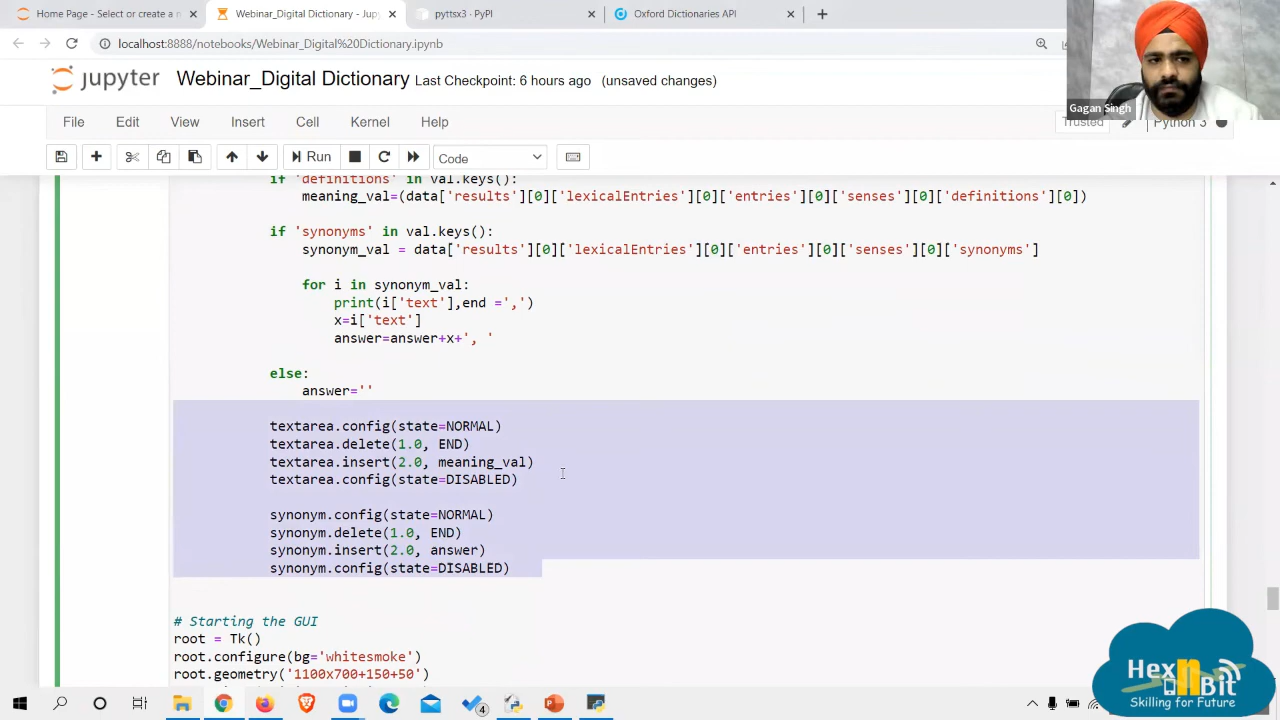 Home Page - Select or create a n
Webinar_Digital Dictionary - Jup
pyttsx3 · PyPI
Oxford Dictionaries API
localhost:8888/notebooks/Webinar_Digital%20Dictionary.ipynb
jupyter Webinar_Digital Dictionary Last Checkpoint: 6 hours ago (unsaved changes)
Gagan Singh
File Edit View Insert Cell Kernel Help
Trusted Python 3
Run Code
if 'definitions' in val.keys():
meaning_val=(data['results'][0]['lexicalEntries'][0]['entries'][0]['senses'][0]['definitions'][0])
if 'synonyms' in val.keys():
synonym_val = data['results'][0]['lexicalEntries'][0]['entries'][0]['senses'][0]['synonyms']
for i in synonym_val:
print(i['text'],end =',')
x=i['text']
answer=answer+x+', '
else:
answer=''
textarea.config(state=NORMAL)
textarea.delete(1.0, END)
textarea.insert(2.0, meaning_val)
textarea.config(state=DISABLED)
synonym.config(state=NORMAL)
synonym.delete(1.0, END)
synonym.insert(2.0, answer)
synonym.config(state=DISABLED)
# Starting the GUI
root = Tk()
root.configure(bg='whitesmoke')
root.geometry('1100x700+150+50')
Hex n Bit
Skilling for Future
4